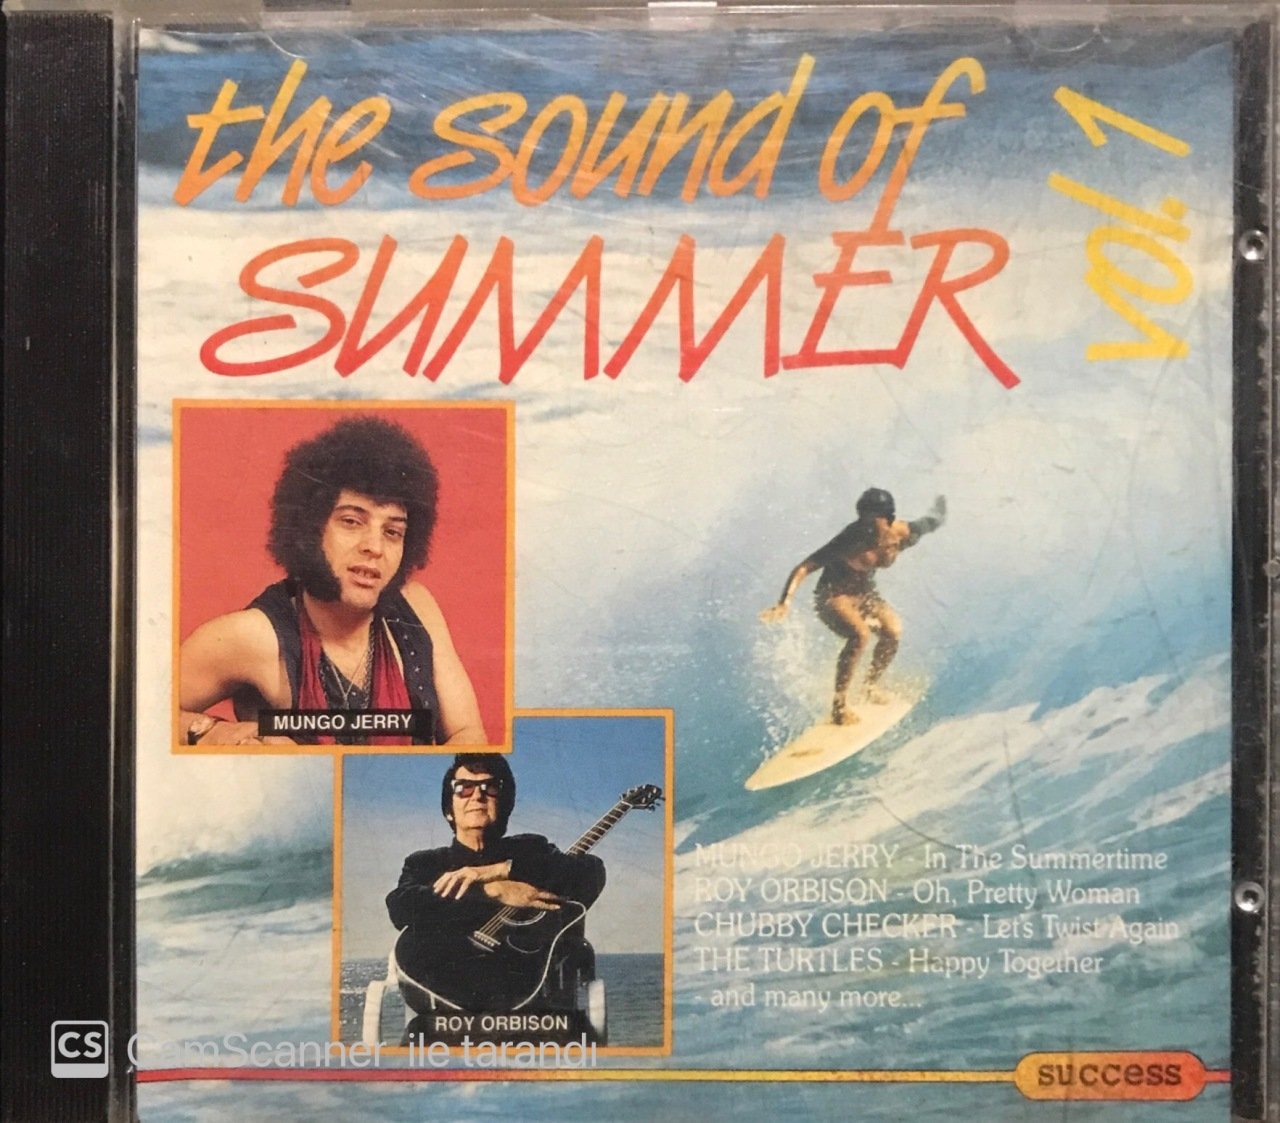 the sound of
SUMMER
vol. 1
MUNGO JERRY
ROY ORBISON
MUNGO JERRY - In The Summertime
ROY ORBISON - Oh, Pretty Woman
CHUBBY CHECKER - Let's Twist Again
THE TURTLES - Happy Together
- and many more...
success
CS CamScanner ile tarandı